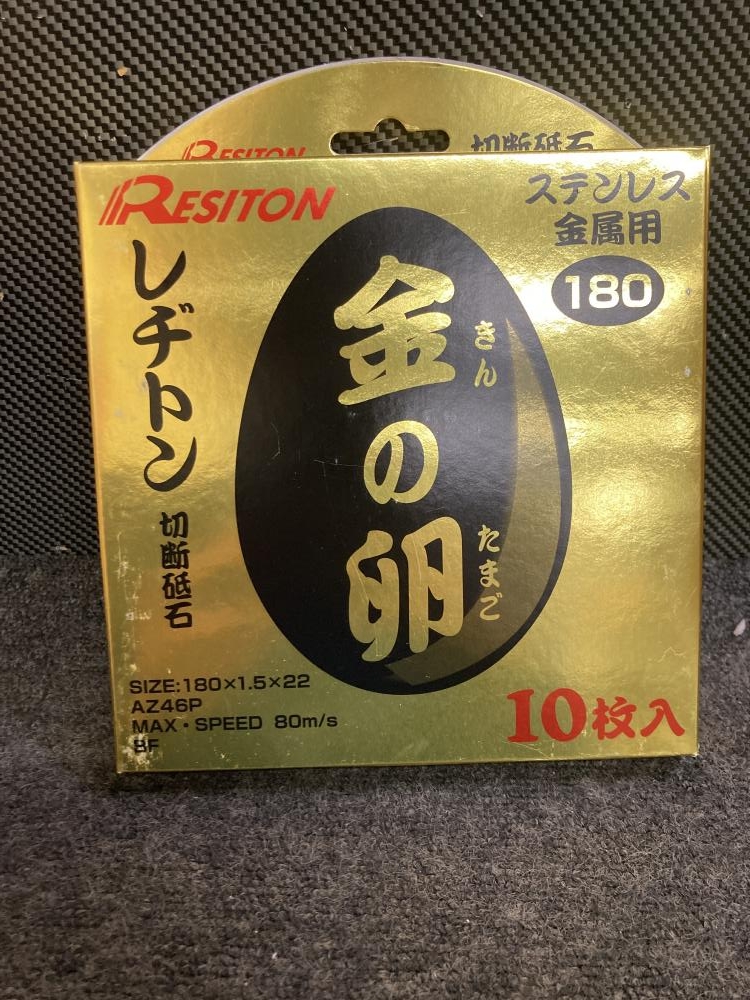 RESITON
切断砥石
RESITON
ステンレス
金属用
180
レヂトン
切断砥石
金の卵
きん
たまご
SIZE:180×1.5×22
AZ46P
MAX・SPEED 80m/s
BF
10枚入